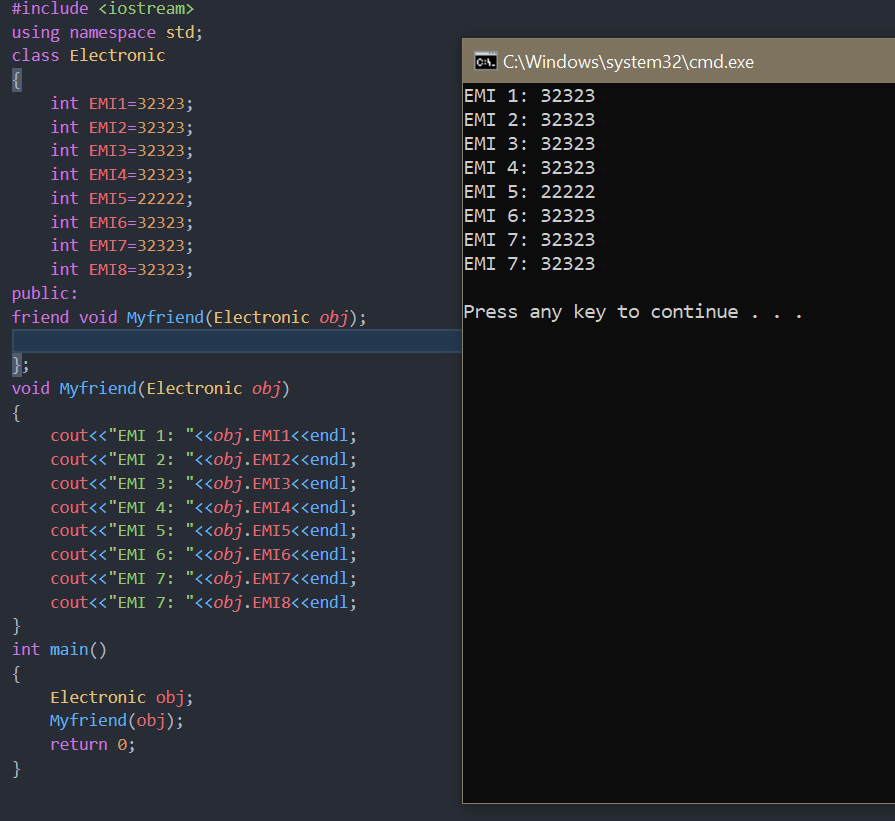 #include <iostream>
using namespace std;
class Electronic
{
    int EMI1=32323;
    int EMI2=32323;
    int EMI3=32323;
    int EMI4=32323;
    int EMI5=22222;
    int EMI6=32323;
    int EMI7=32323;
    int EMI8=32323;
public:
friend void Myfriend(Electronic obj);
};
void Myfriend(Electronic obj)
{
    cout<<"EMI 1: "<<obj.EMI1<<endl;
    cout<<"EMI 2: "<<obj.EMI2<<endl;
    cout<<"EMI 3: "<<obj.EMI3<<endl;
    cout<<"EMI 4: "<<obj.EMI4<<endl;
    cout<<"EMI 5: "<<obj.EMI5<<endl;
    cout<<"EMI 6: "<<obj.EMI6<<endl;
    cout<<"EMI 7: "<<obj.EMI7<<endl;
    cout<<"EMI 7: "<<obj.EMI8<<endl;
}
int main()
{
    Electronic obj;
    Myfriend(obj);
    return 0;
}
C:\Windows\system32\cmd.exe
EMI 1: 32323
EMI 2: 32323
EMI 3: 32323
EMI 4: 32323
EMI 5: 22222
EMI 6: 32323
EMI 7: 32323
EMI 7: 32323
Press any key to continue . . .